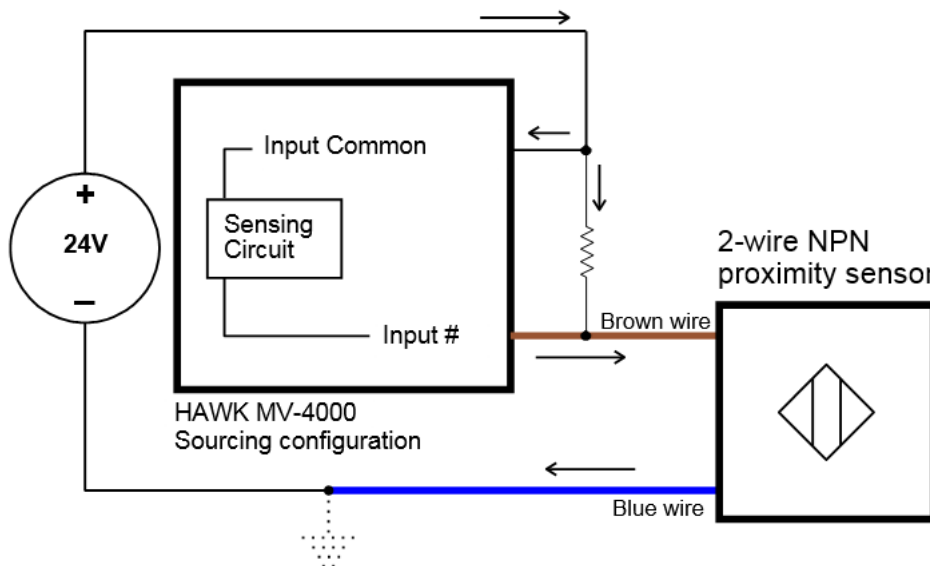 +
24V
−
Input Common
Sensing
Circuit
Input #
HAWK MV-4000
Sourcing configuration
2-wire NPN
proximity sensor
Brown wire
Blue wire